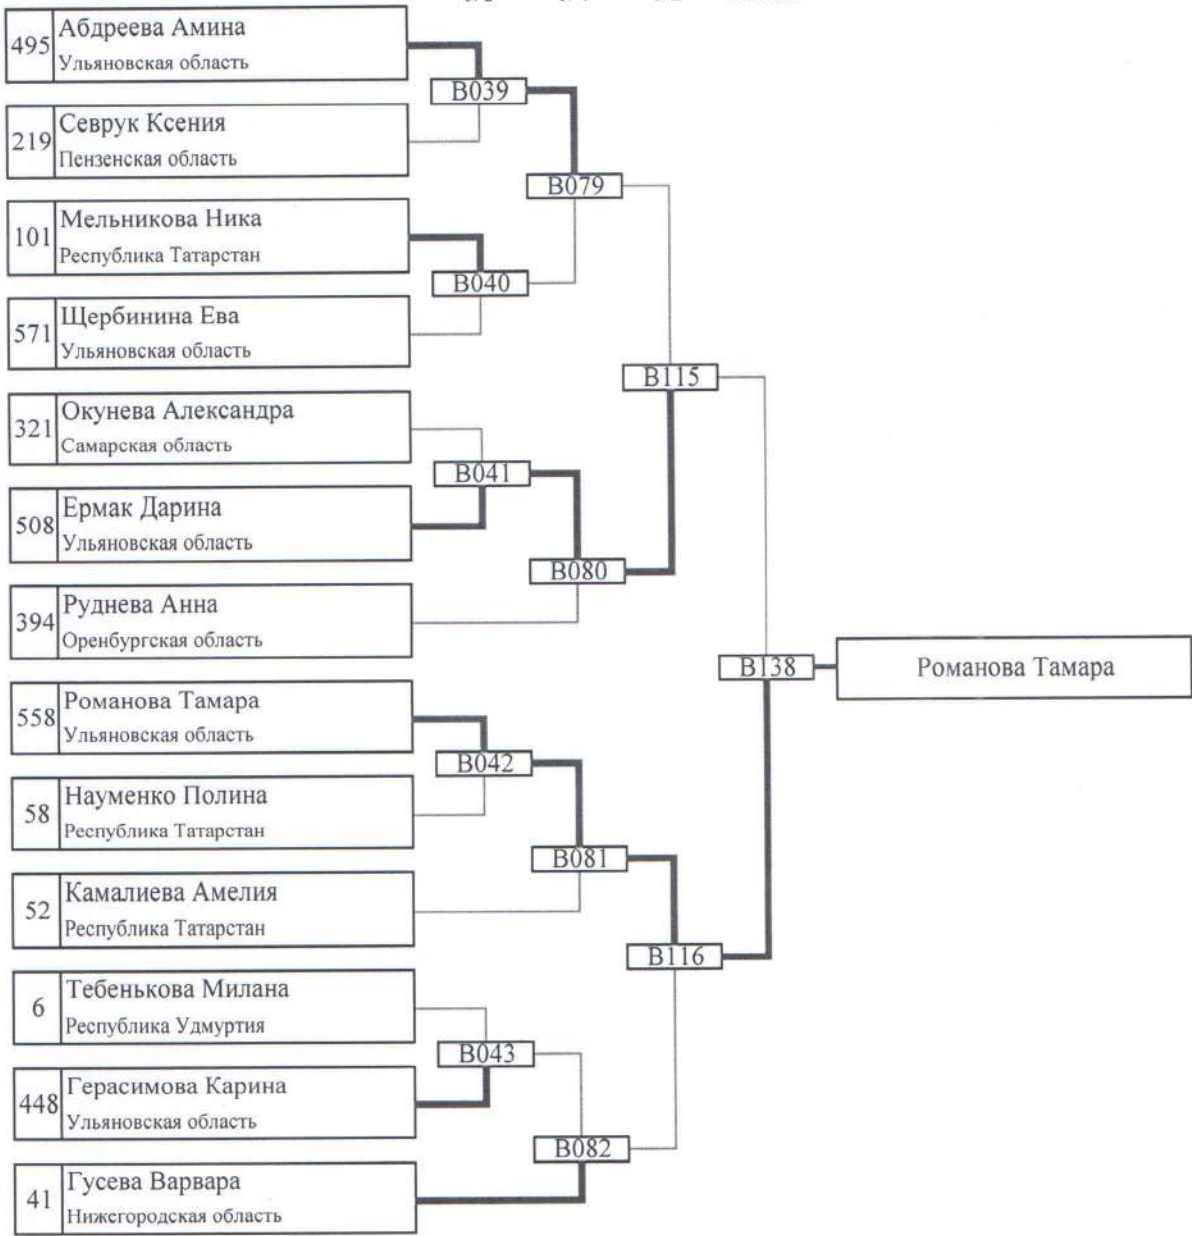 495
Абдреева Амина
Ульяновская область
B039
219
Севрук Ксения
Пензенская область
B079
101
Мельникова Ника
Республика Татарстан
B040
571
Щербинина Ева
Ульяновская область
B115
321
Окунева Александра
Самарская область
B041
508
Ермак Дарина
Ульяновская область
B080
394
Руднева Анна
Оренбургская область
B138
Романова Тамара
558
Романова Тамара
Ульяновская область
B042
58
Науменко Полина
Республика Татарстан
B081
52
Камалиева Амелия
Республика Татарстан
B116
6
Тебенькова Милана
Республика Удмуртия
B043
448
Герасимова Карина
Ульяновская область
B082
41
Гусева Варвара
Нижегородская область